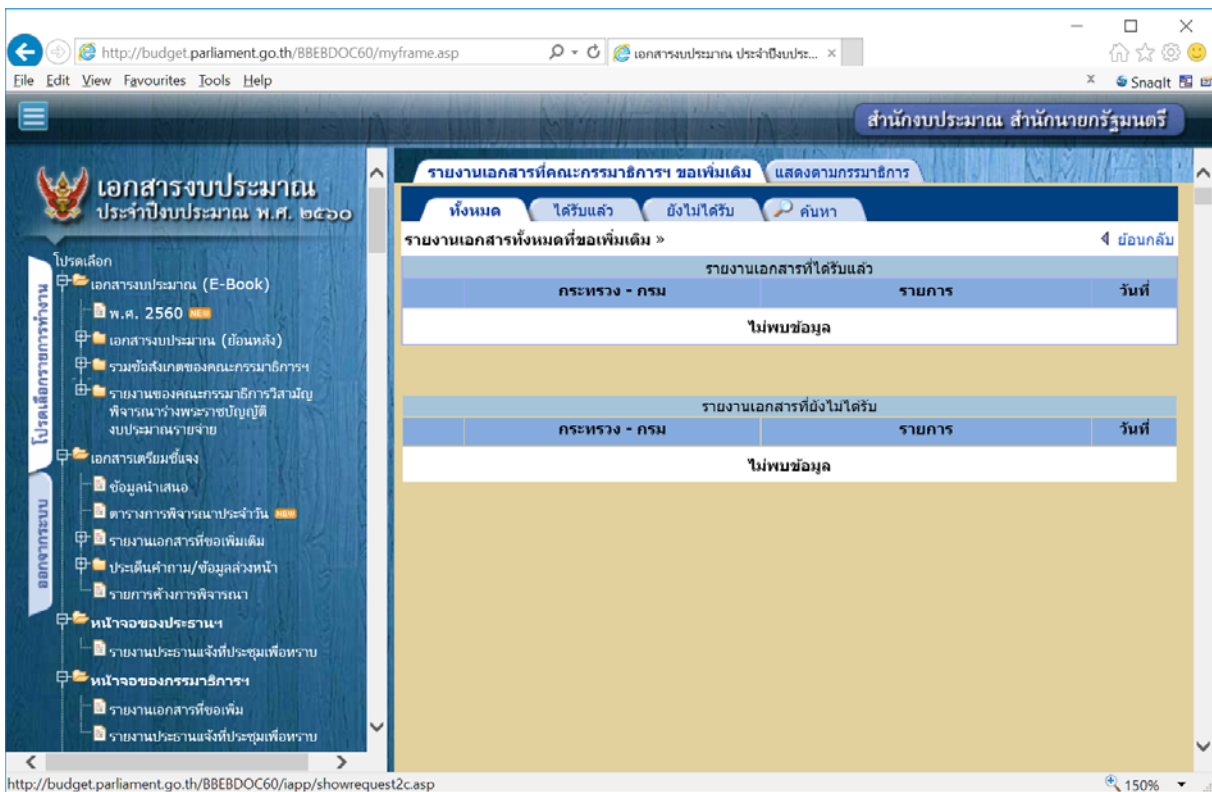 http://budget.parliament.go.th/BBEBDOC60/myframe.asp
เอกสารงบประมาณ ประจำปีงบประ...
File Edit View Favourites Tools Help
SnagIt
สำนักงบประมาณ สำนักนายกรัฐมนตรี
เอกสารงบประมาณ
ประจำปีงบประมาณ พ.ศ. ๒๕๖๐
โปรดเลือกรายการทำงาน
ออกจากระบบ
โปรดเลือก
เอกสารงบประมาณ (E-Book)
พ.ศ. 2560 NEW
เอกสารงบประมาณ (ย้อนหลัง)
รวมข้อสังเกตของคณะกรรมาธิการฯ
รายงานของคณะกรรมาธิการวิสามัญ
พิจารณาร่างพระราชบัญญัติ
งบประมาณรายจ่าย
เอกสารเตรียมชี้แจง
ข้อมูลนำเสนอ
ตารางการพิจารณาประจำวัน NEW
รายงานเอกสารที่ขอเพิ่มเติม
ประเด็นคำถาม/ข้อมูลล่วงหน้า
รายการค้างการพิจารณา
หน้าจอของประธานฯ
รายงานประธานแจ้งที่ประชุมเพื่อทราบ
หน้าจอของกรรมาธิการฯ
รายงานเอกสารที่ขอเพิ่ม
รายงานประธานแจ้งที่ประชุมเพื่อทราบ
รายงานเอกสารที่คณะกรรมาธิการฯ ขอเพิ่มเติม แสดงตามกรรมาธิการ
ทั้งหมด ได้รับแล้ว ยังไม่ได้รับ ค้นหา
รายงานเอกสารทั้งหมดที่ขอเพิ่มเติม » ย้อนกลับ
รายงานเอกสารที่ได้รับแล้ว
กระทรวง - กรม รายการ วันที่
ไม่พบข้อมูล
รายงานเอกสารที่ยังไม่ได้รับ
กระทรวง - กรม รายการ วันที่
ไม่พบข้อมูล
http://budget.parliament.go.th/BBEBDOC60/iapp/showrequest2c.asp
150%